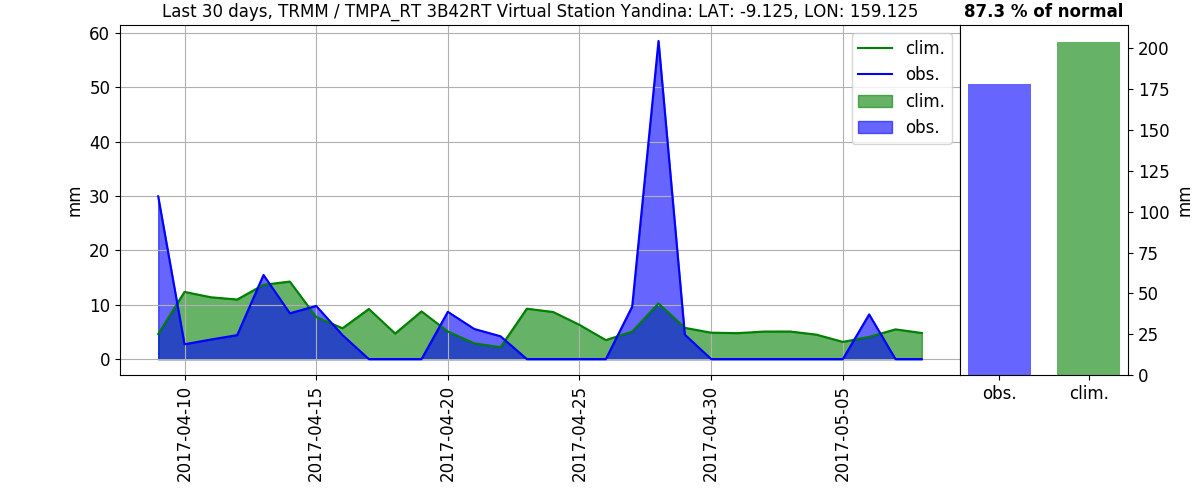 Last 30 days, TRMM / TMPA_RT 3B42RT Virtual Station Yandina: LAT: -9.125, LON: 159.125
87.3 % of normal
60
50
40
30
20
10
0
mm
clim.
obs.
clim.
obs.
2017-04-10
2017-04-15
2017-04-20
2017-04-25
2017-04-30
2017-05-05
200
175
150
125
100
75
50
25
0
mm
obs.
clim.